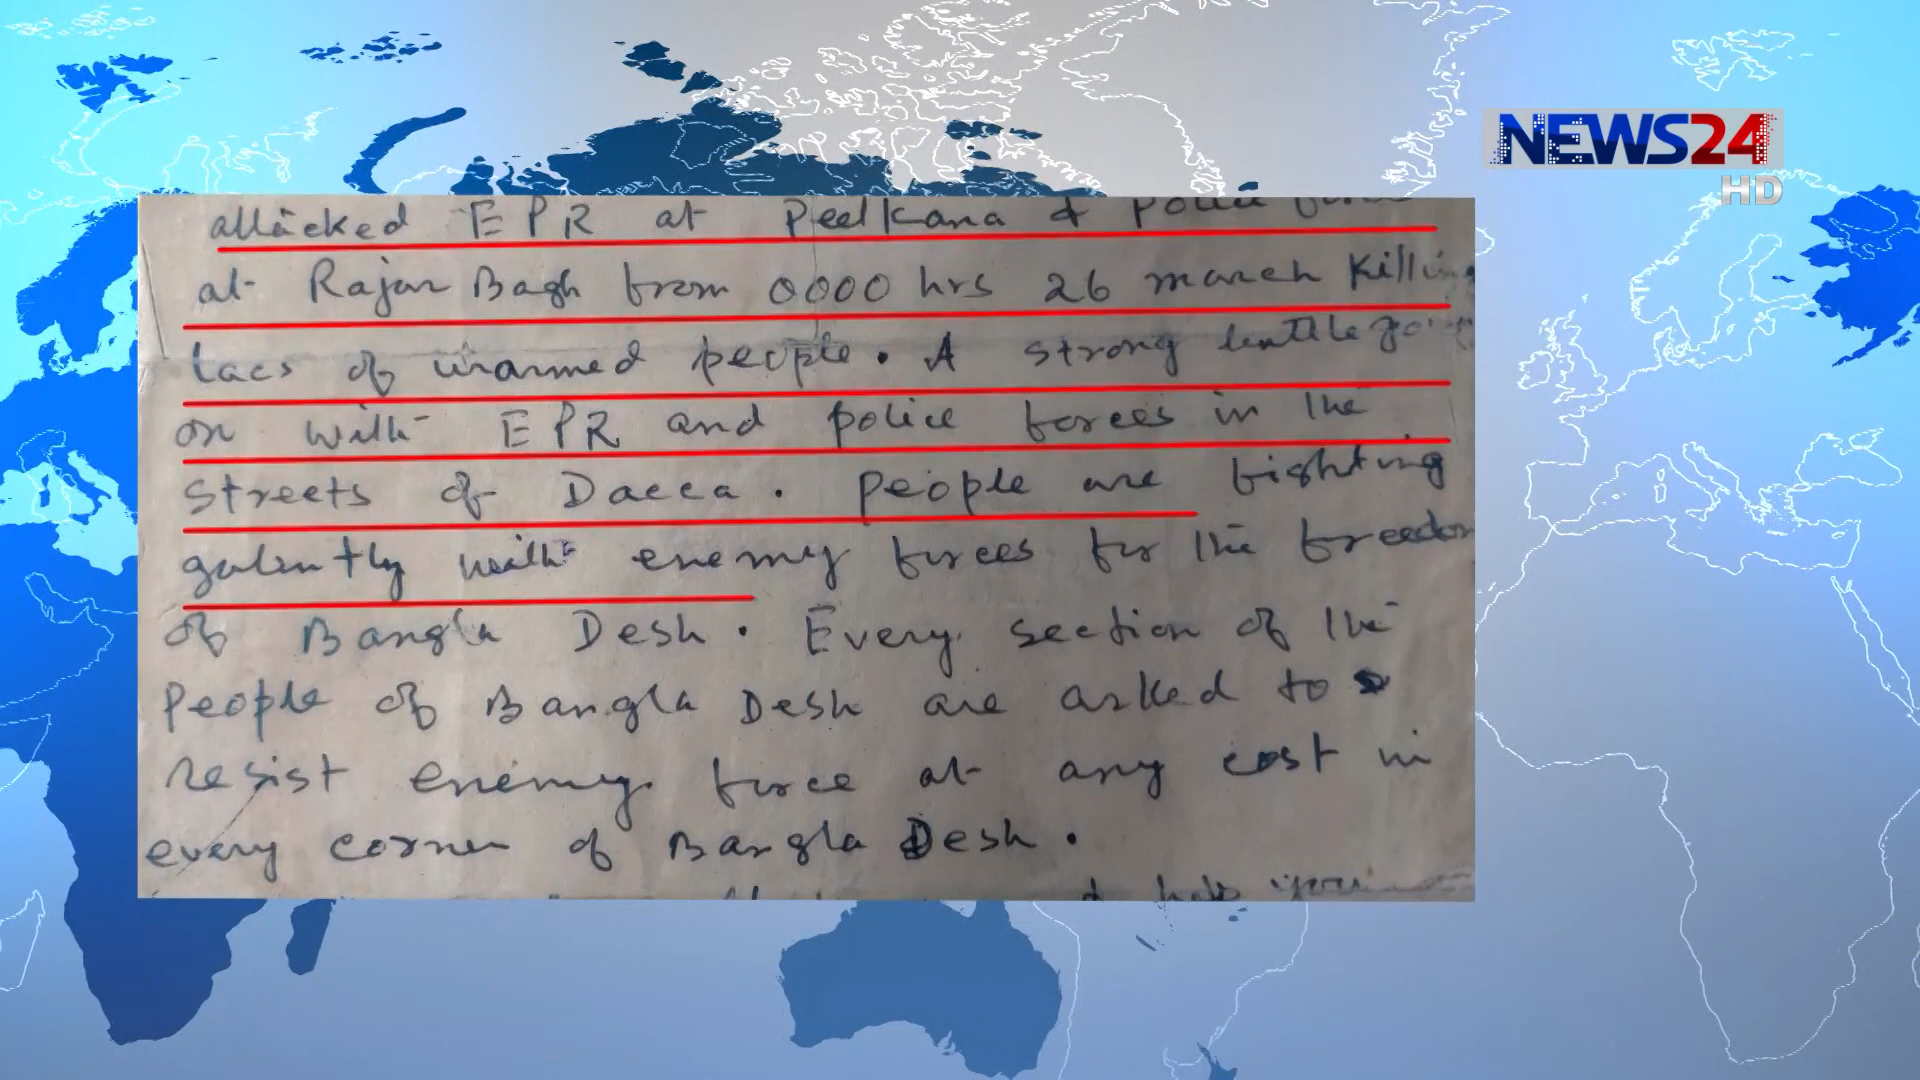 NEWS24
HD
attacked EPR at Peelkana & Police
at Rajar Bagh from 0000 hrs 26 march killing
lacs of unarmed people. A strong battle going
on with EPR and police forces in the
streets of Dacca. people are fighting
galantly with enemy forces for the freedom
of Bangla Desh. Every section of the
people of Bangla Desh are asked to
resist enemy force at any cost in
every corner of Bangla Desh.